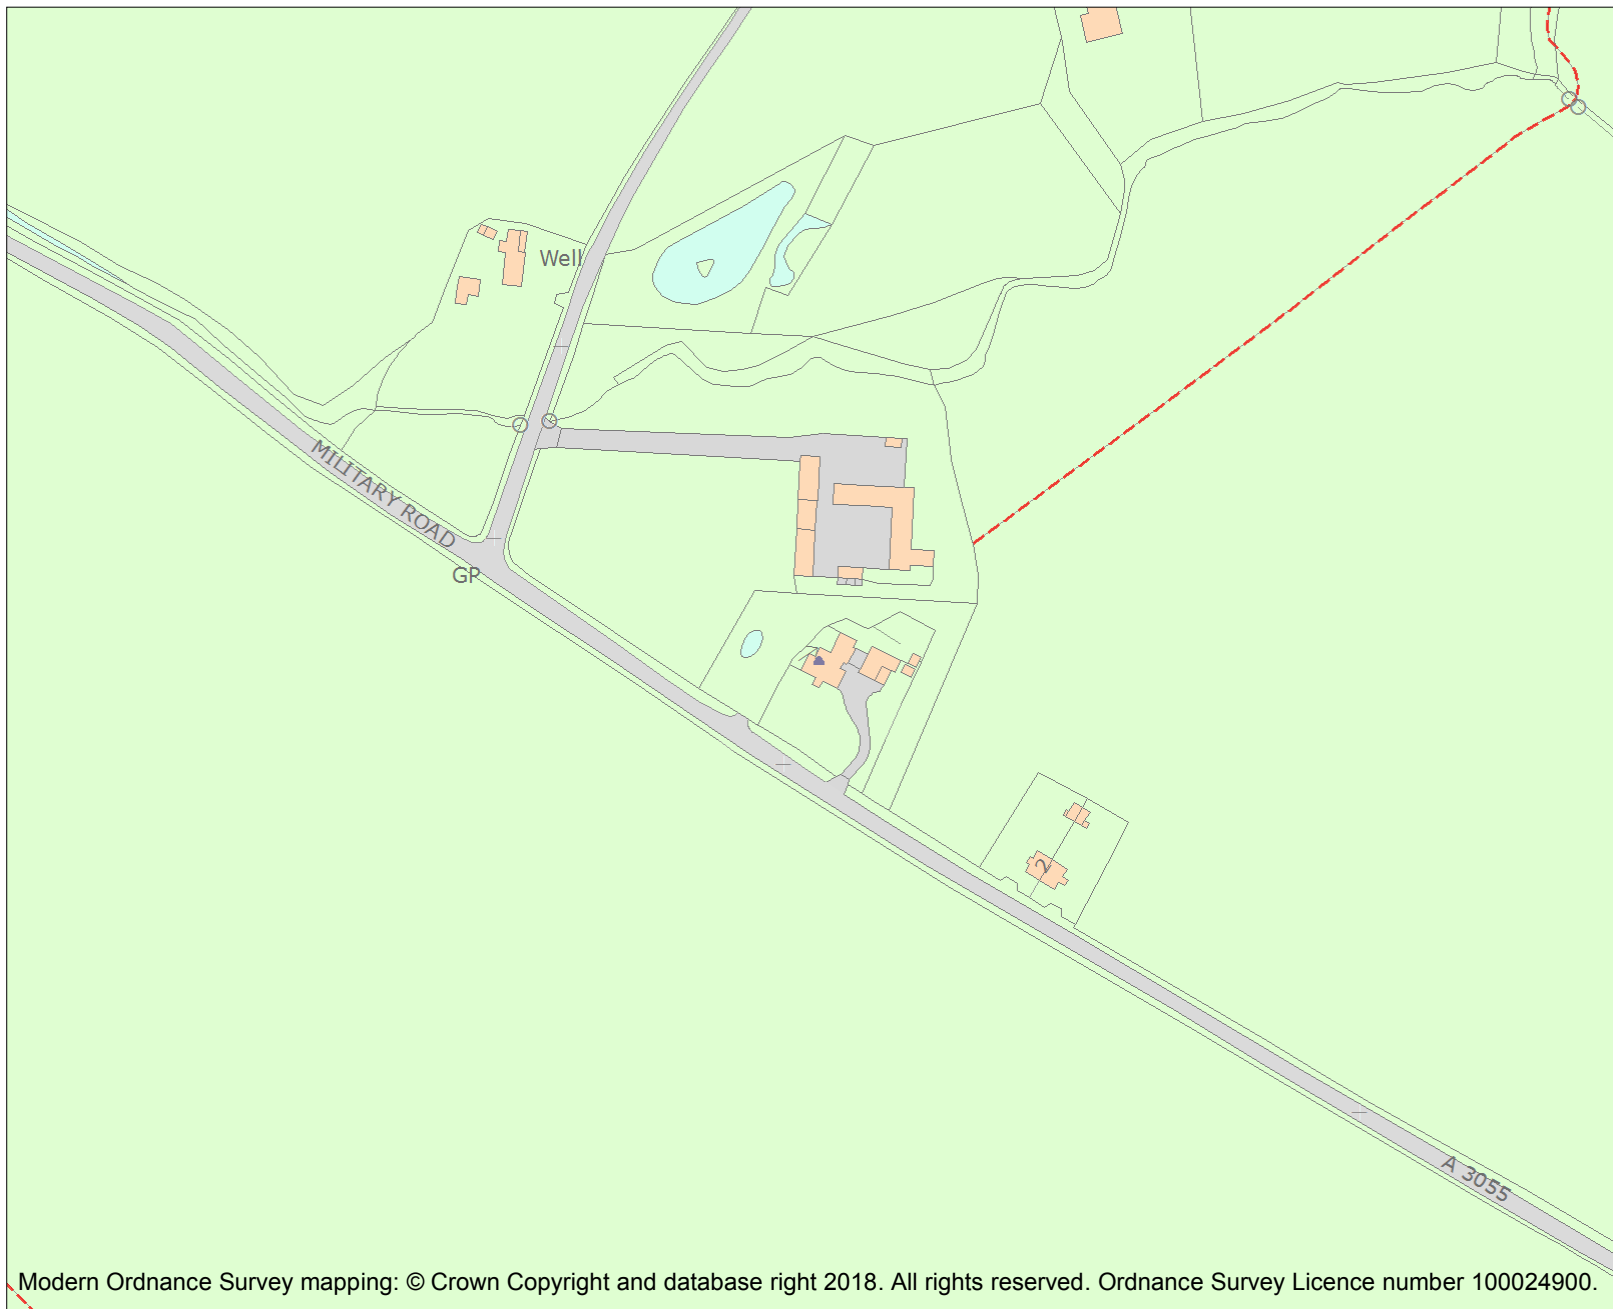 Well
MILITARY ROAD
GP
2
A 3055
Modern Ordnance Survey mapping: © Crown Copyright and database right 2018. All rights reserved. Ordnance Survey Licence number 100024900.